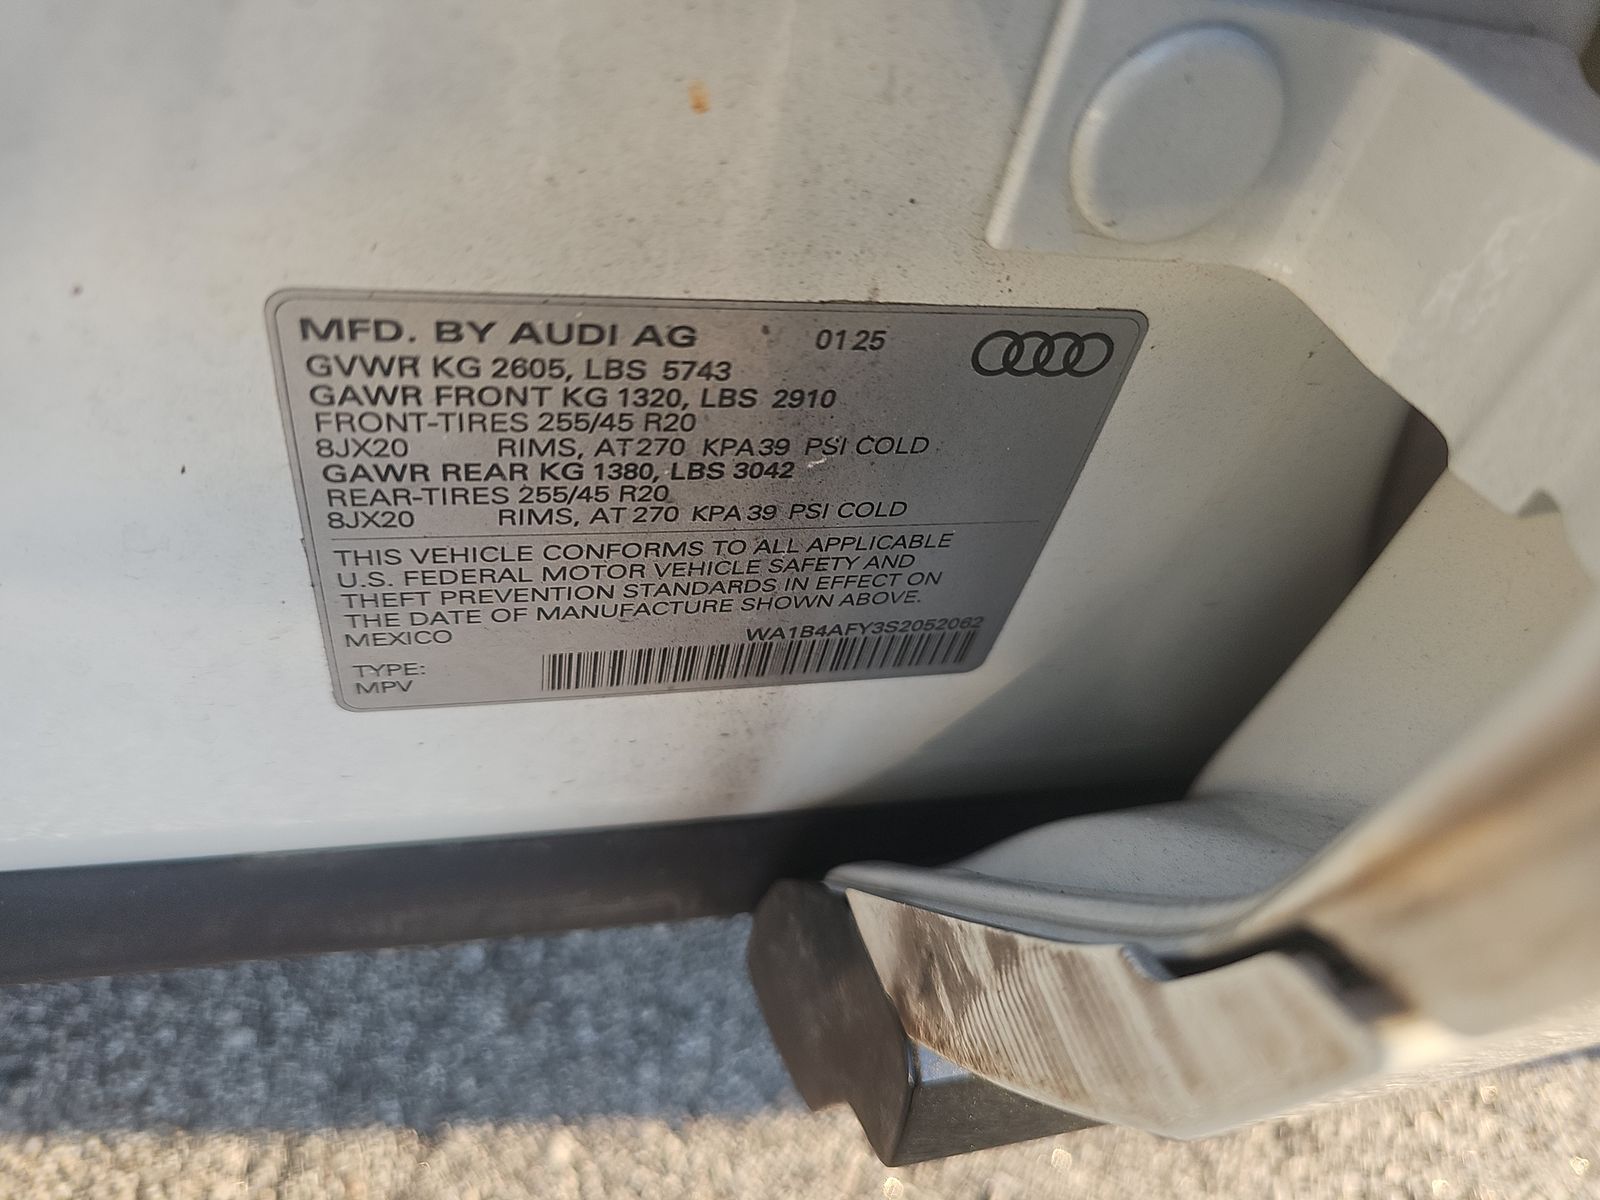 MFD. BY AUDI AG 01 25
GVWR KG 2605, LBS 5743
GAWR FRONT KG 1320, LBS 2910
FRONT-TIRES 255/45 R20
8JX20 RIMS, AT 270 KPA 39 PSI COLD
GAWR REAR KG 1380, LBS 3042
REAR-TIRES 255/45 R20
8JX20 RIMS, AT 270 KPA 39 PSI COLD
THIS VEHICLE CONFORMS TO ALL APPLICABLE
U.S. FEDERAL MOTOR VEHICLE SAFETY AND
THEFT PREVENTION STANDARDS IN EFFECT ON
THE DATE OF MANUFACTURE SHOWN ABOVE.
MEXICO WA1B4AFY3S2052062
TYPE:
MPV